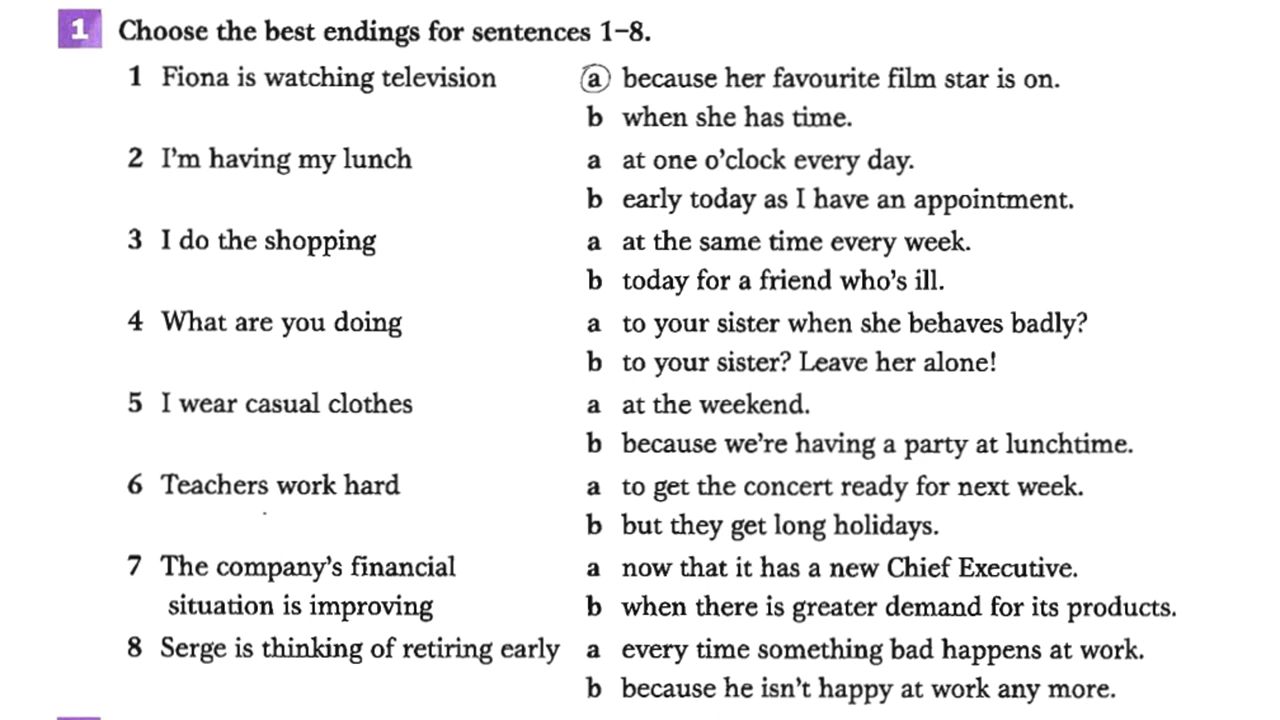 1 Choose the best endings for sentences 1–8.
1 Fiona is watching television a because her favourite film star is on.
b when she has time.
2 I'm having my lunch a at one o'clock every day.
b early today as I have an appointment.
3 I do the shopping a at the same time every week.
b today for a friend who's ill.
4 What are you doing a to your sister when she behaves badly?
b to your sister? Leave her alone!
5 I wear casual clothes a at the weekend.
b because we're having a party at lunchtime.
6 Teachers work hard a to get the concert ready for next week.
b but they get long holidays.
7 The company's financial a now that it has a new Chief Executive.
situation is improving b when there is greater demand for its products.
8 Serge is thinking of retiring early a every time something bad happens at work.
b because he isn't happy at work any more.